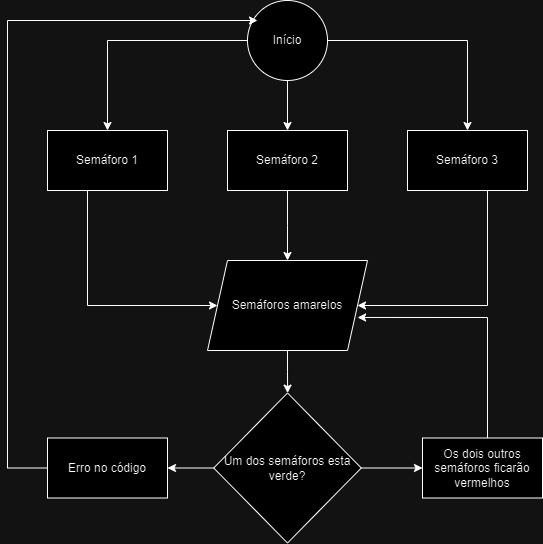 Início
Semáforo 1
Semáforo 2
Semáforo 3
Semáforos amarelos
Um dos semáforos esta
verde?
Erro no código
Os dois outros
semáforos ficarão
vermelhos